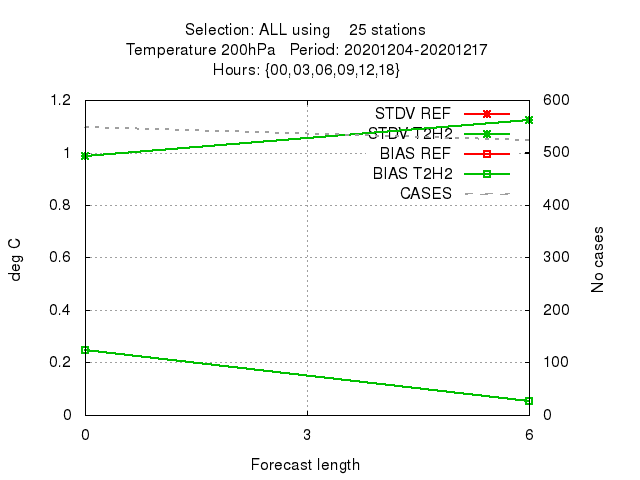 Selection: ALL using 25 stations
Temperature 200hPa Period: 20201204-20201217
Hours: {00,03,06,09,12,18}
1.2
1
0.8
0.6
0.4
0.2
0
600
500
400
300
200
100
0
STDV REF
STDV T2H2
BIAS REF
BIAS T2H2
CASES
deg C
No cases
0 3 6
Forecast length